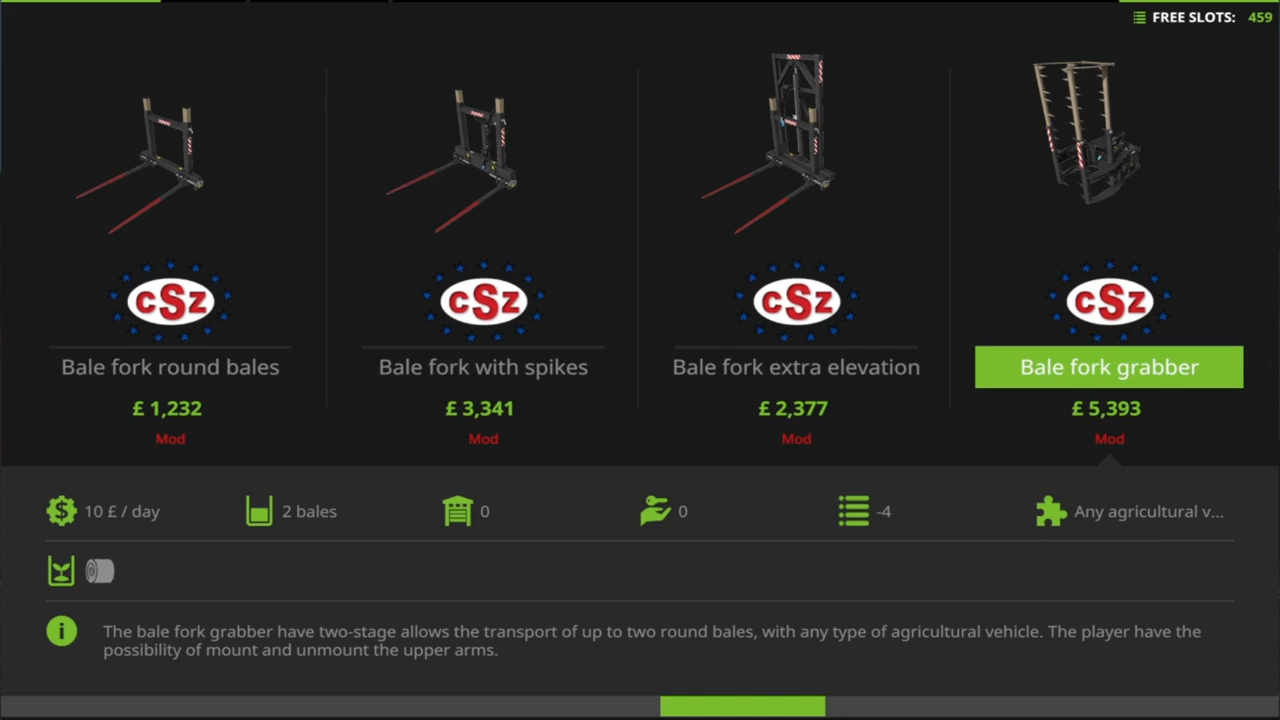 FREE SLOTS: 459
cSz cSz cSz cSz
Bale fork round bales Bale fork with spikes Bale fork extra elevation Bale fork grabber
£ 1,232 £ 3,341 £ 2,377 £ 5,393
Mod Mod Mod Mod
$ 10 £ / day 2 bales 0 0 -4 Any agricultural v...
i The bale fork grabber have two-stage allows the transport of up to two round bales, with any type of agricultural vehicle. The player have the
possibility of mount and unmount the upper arms.